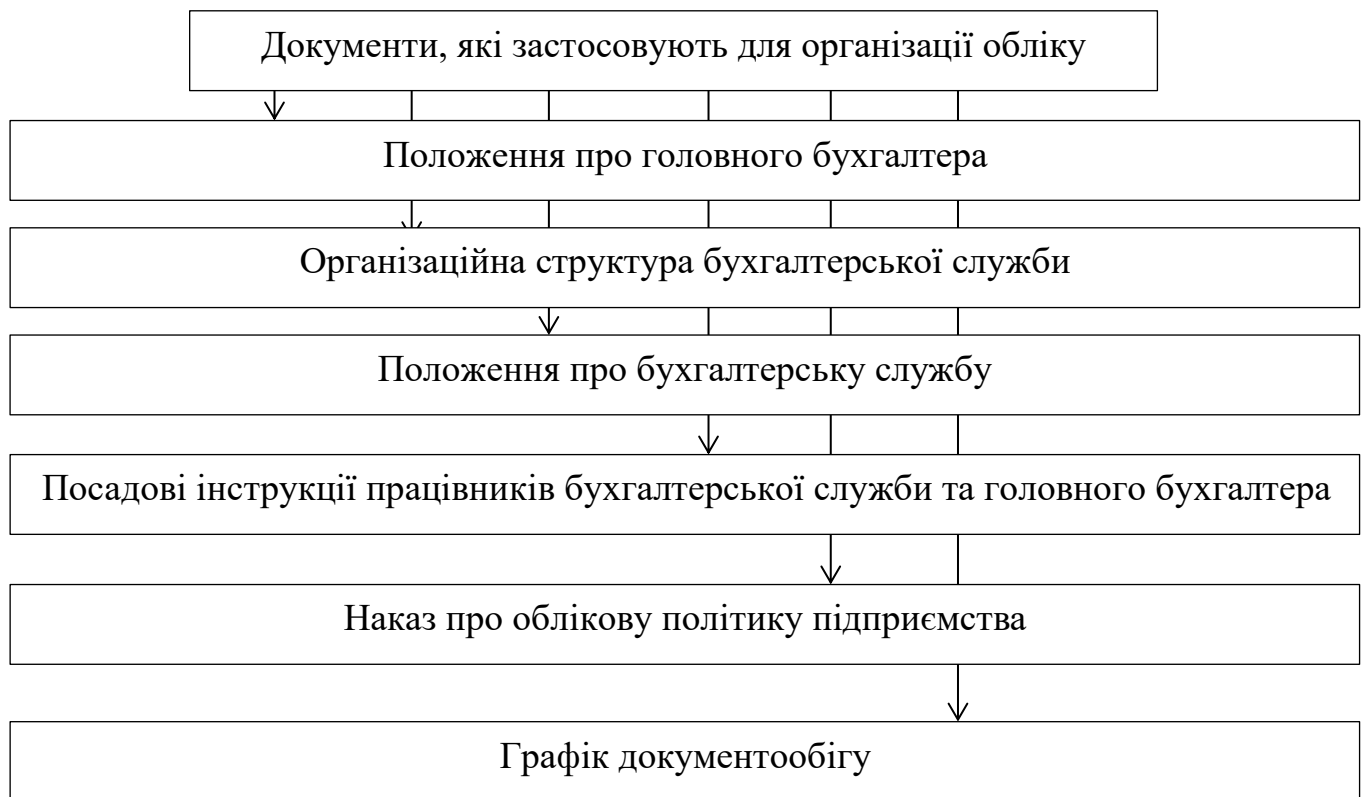 Документи, які застосовують для організації обліку
Положення про головного бухгалтера
Організаційна структура бухгалтерської служби
Положення про бухгалтерську службу
Посадові інструкції працівників бухгалтерської служби та головного бухгалтера
Наказ про облікову політику підприємства
Графік документообігу